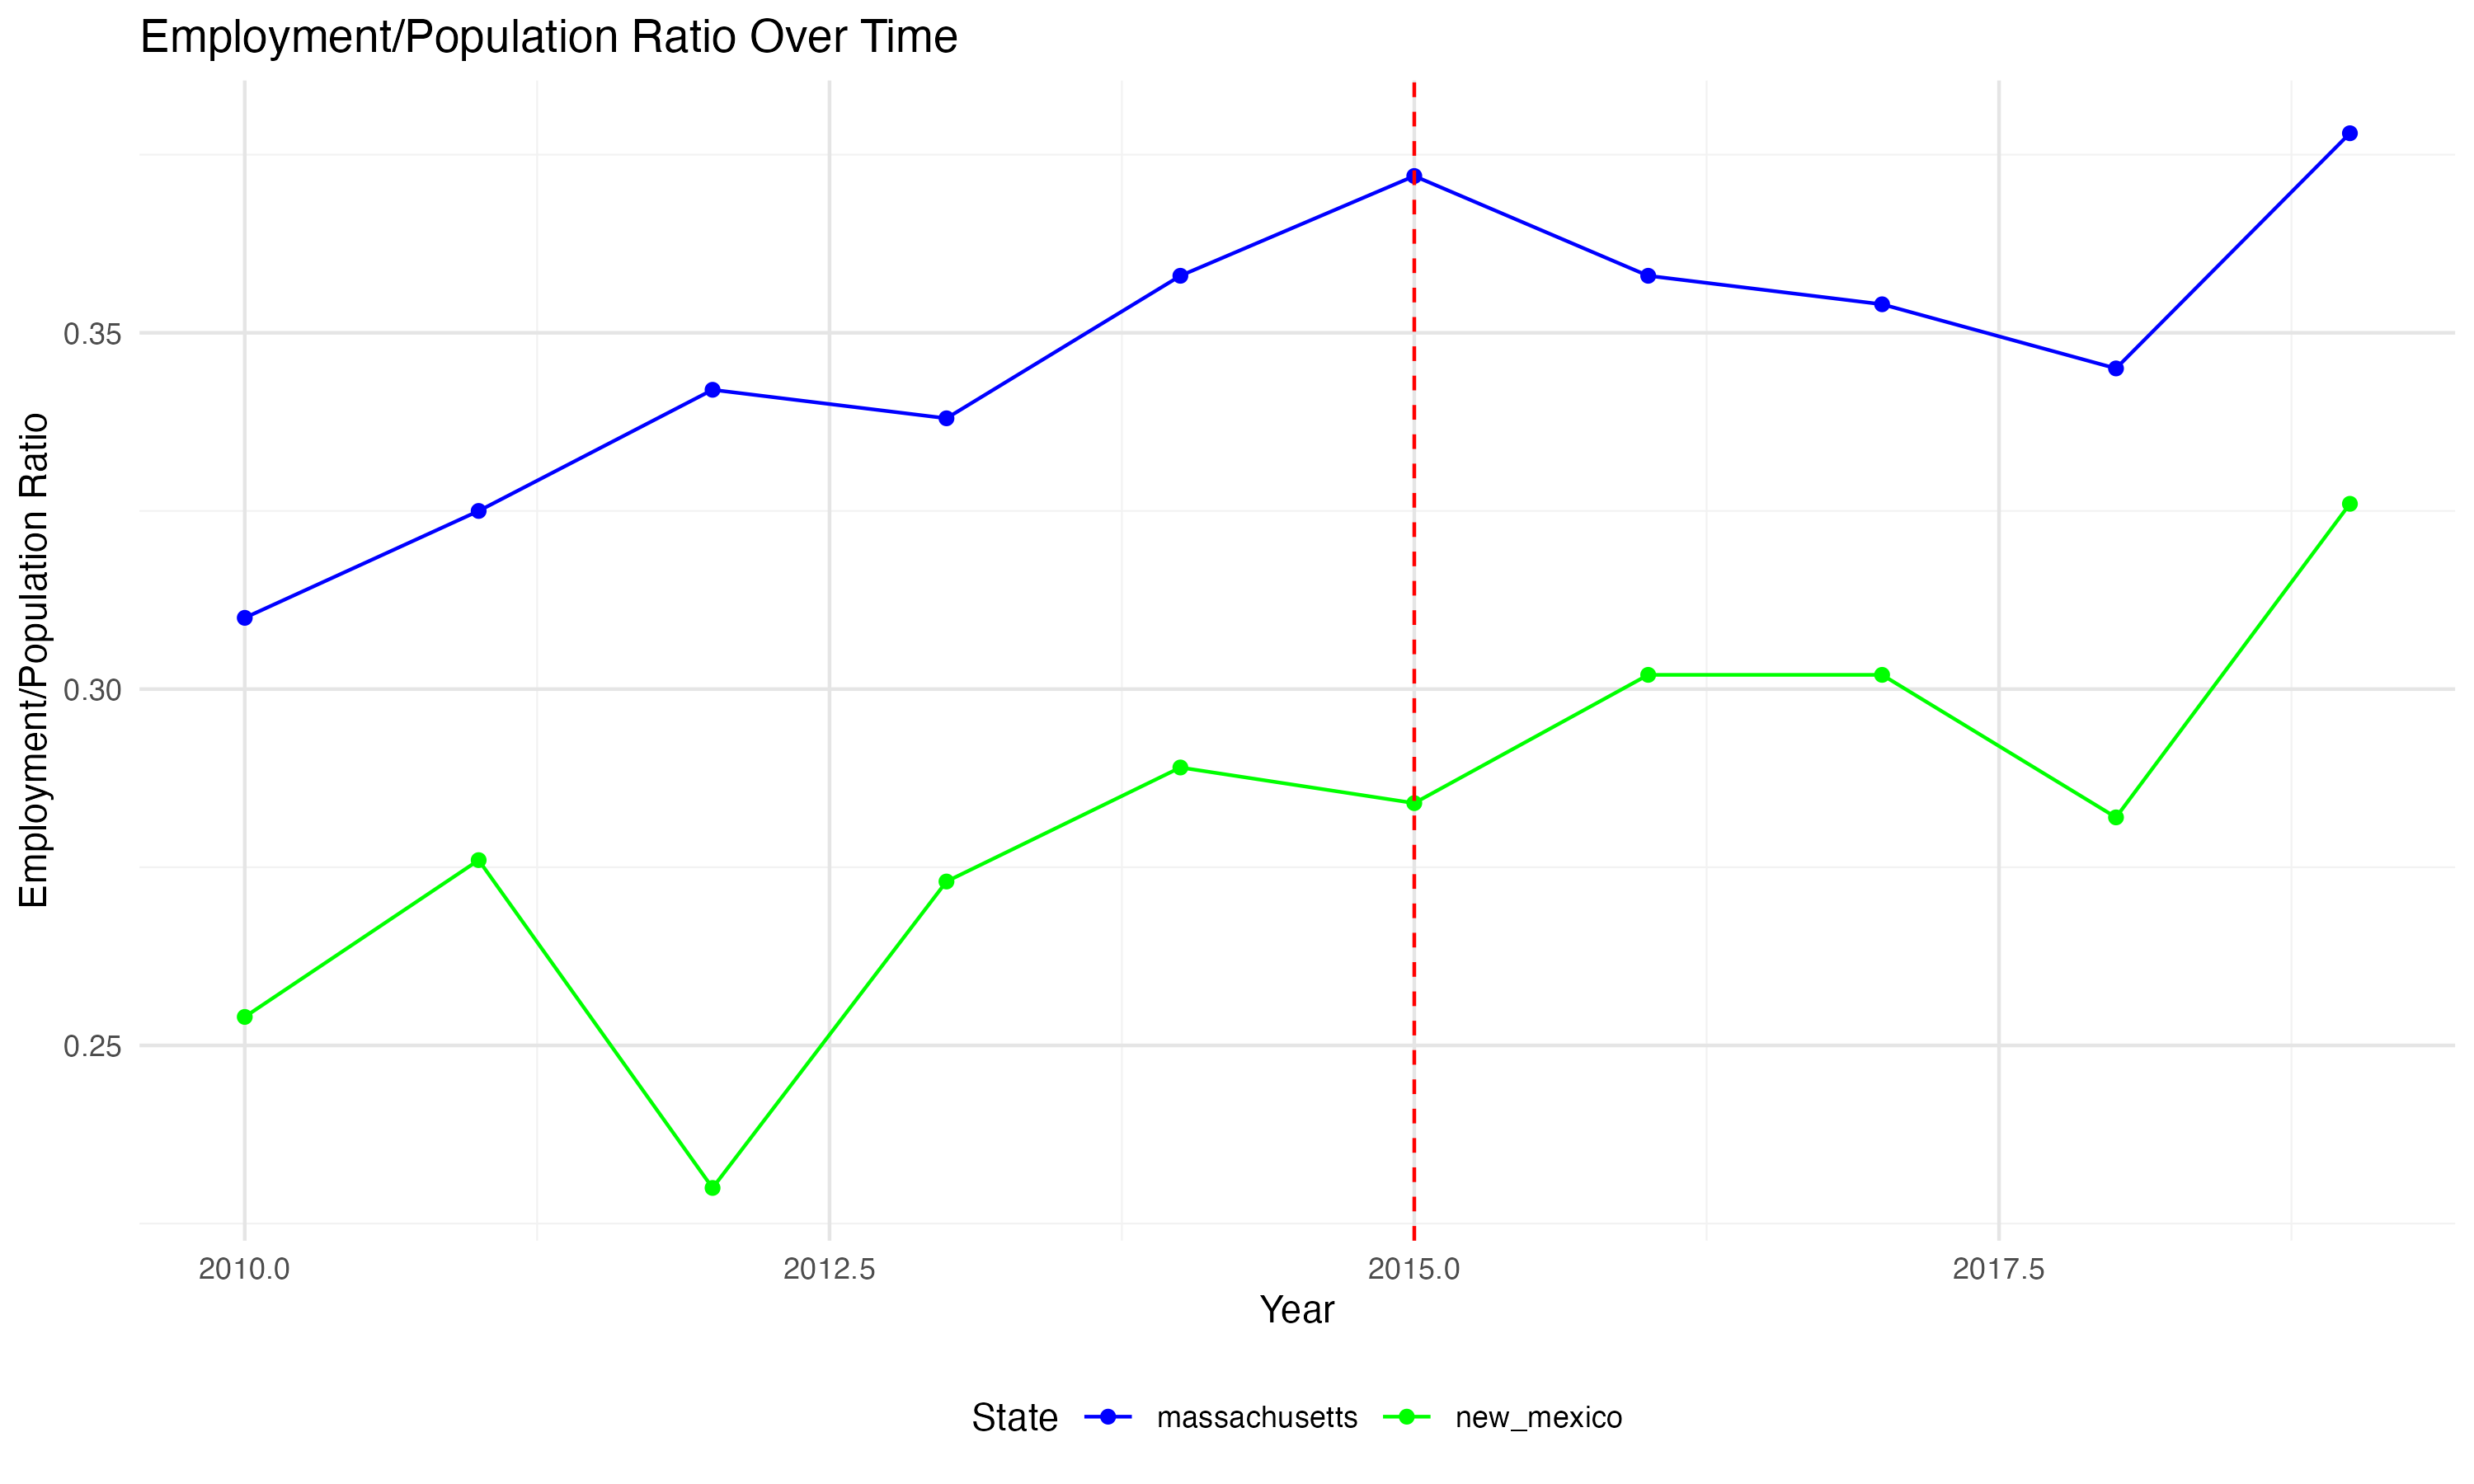 Employment/Population Ratio Over Time
Employment/Population Ratio
0.35
0.30
0.25
2010.0 2012.5 2015.0 2017.5
Year
State massachusetts new_mexico